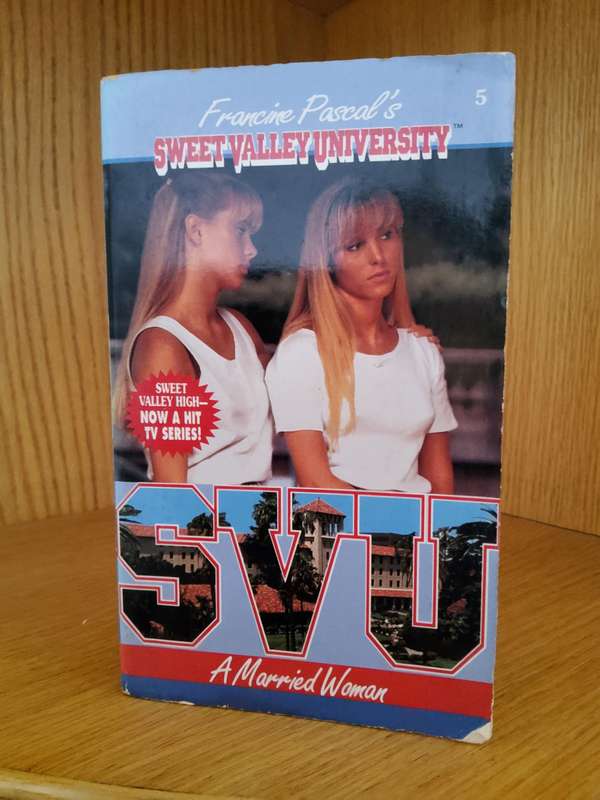 Francine Pascal's
5
SWEET VALLEY UNIVERSITY™
SWEET
VALLEY HIGH—
NOW A HIT
TV SERIES!
SVU
A Married Woman